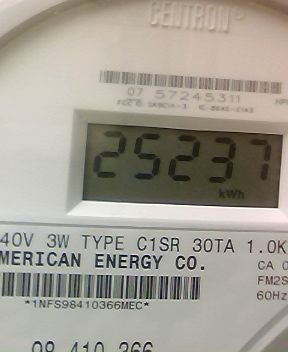 CENTRON
07 57245311
25237
kWh
40V 3W TYPE C1SR 30TA 1.0K
MERICAN ENERGY CO.
CA 0
FM2S
60Hz
*1NFS98410366MEC*
98 410 366